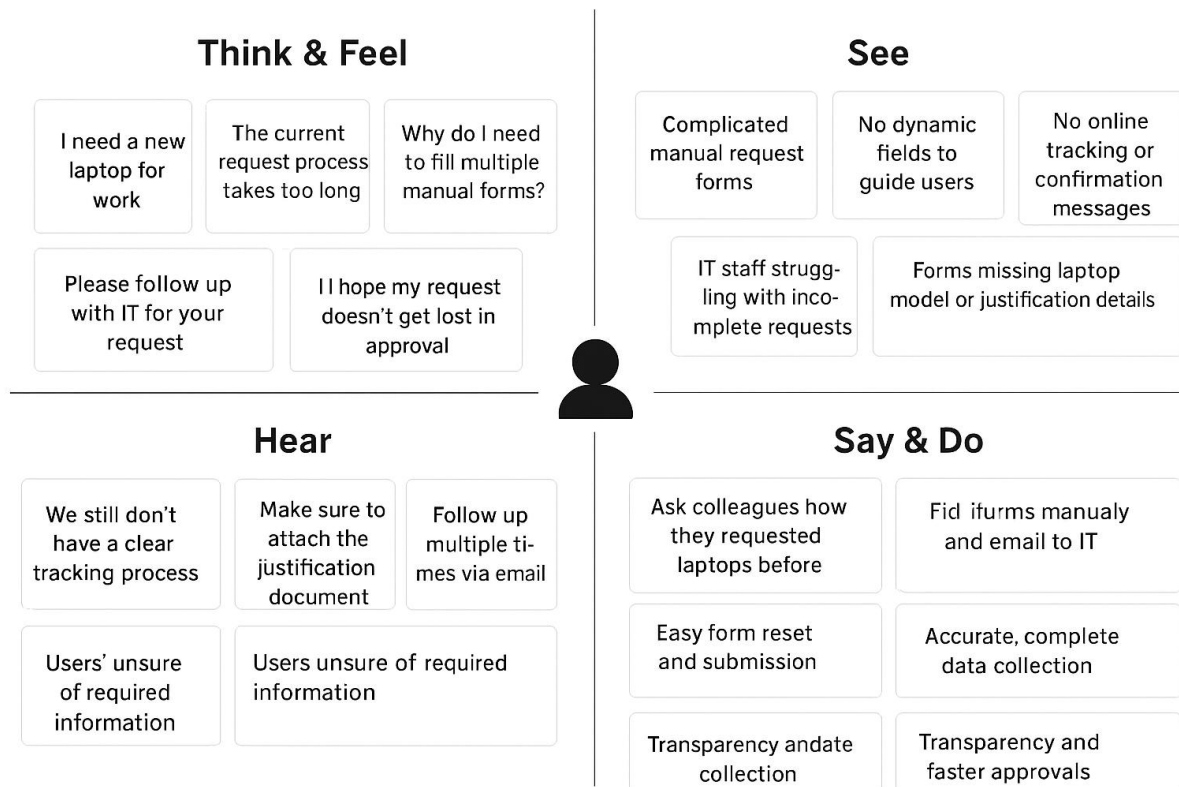 Think & Feel
I need a new
laptop for
work
The current
request process
takes too long
Why do I need
to fill multiple
manual forms?
Please follow up
with IT for your
request
I I hope my request
doesn't get lost in
approval
See
Complicated
manual request
forms
No dynamic
fields to
guide users
No online
tracking or
confirmation
messages
IT staff strugg-
ling with inco-
mplete requests
Forms missing laptop
model or justification details
Hear
We still don't
have a clear
tracking process
Make sure to
attach the
justification
document
Follow up
multiple ti-
mes via email
Users' unsure
of required
information
Users unsure of required
information
Say & Do
Ask colleagues how
they requested
laptops before
Fid ifurms manualy
and email to IT
Easy form reset
and submission
Accurate, complete
data collection
Transparency andate
collection
Transparency and
faster approvals